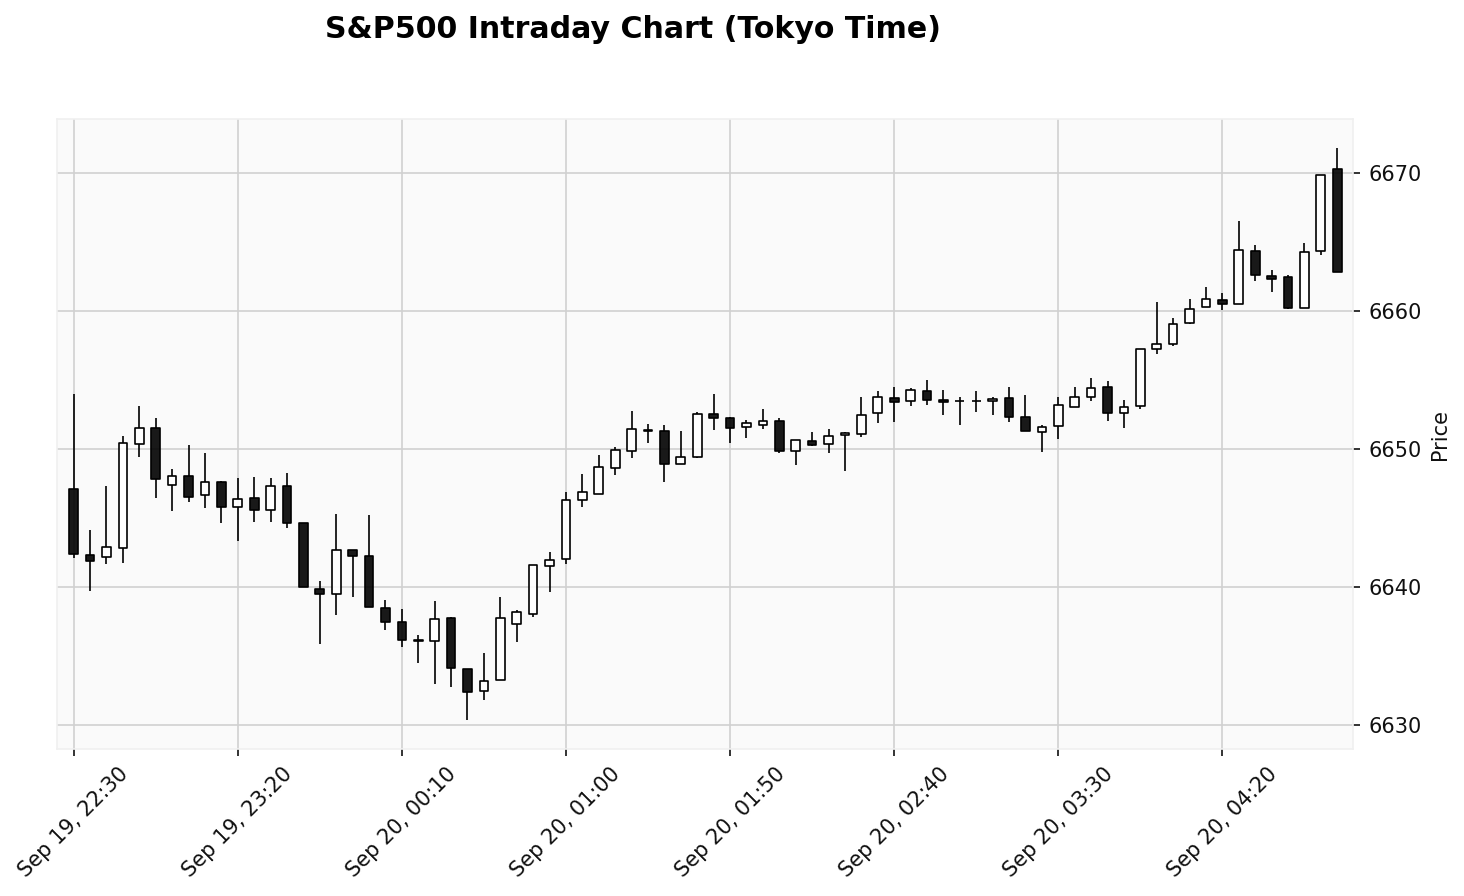 S&P500 Intraday Chart (Tokyo Time)
6670
6660
6650
6640
6630
Price
Sep 19, 22:30
Sep 19, 23:20
Sep 20, 00:10
Sep 20, 01:00
Sep 20, 01:50
Sep 20, 02:40
Sep 20, 03:30
Sep 20, 04:20